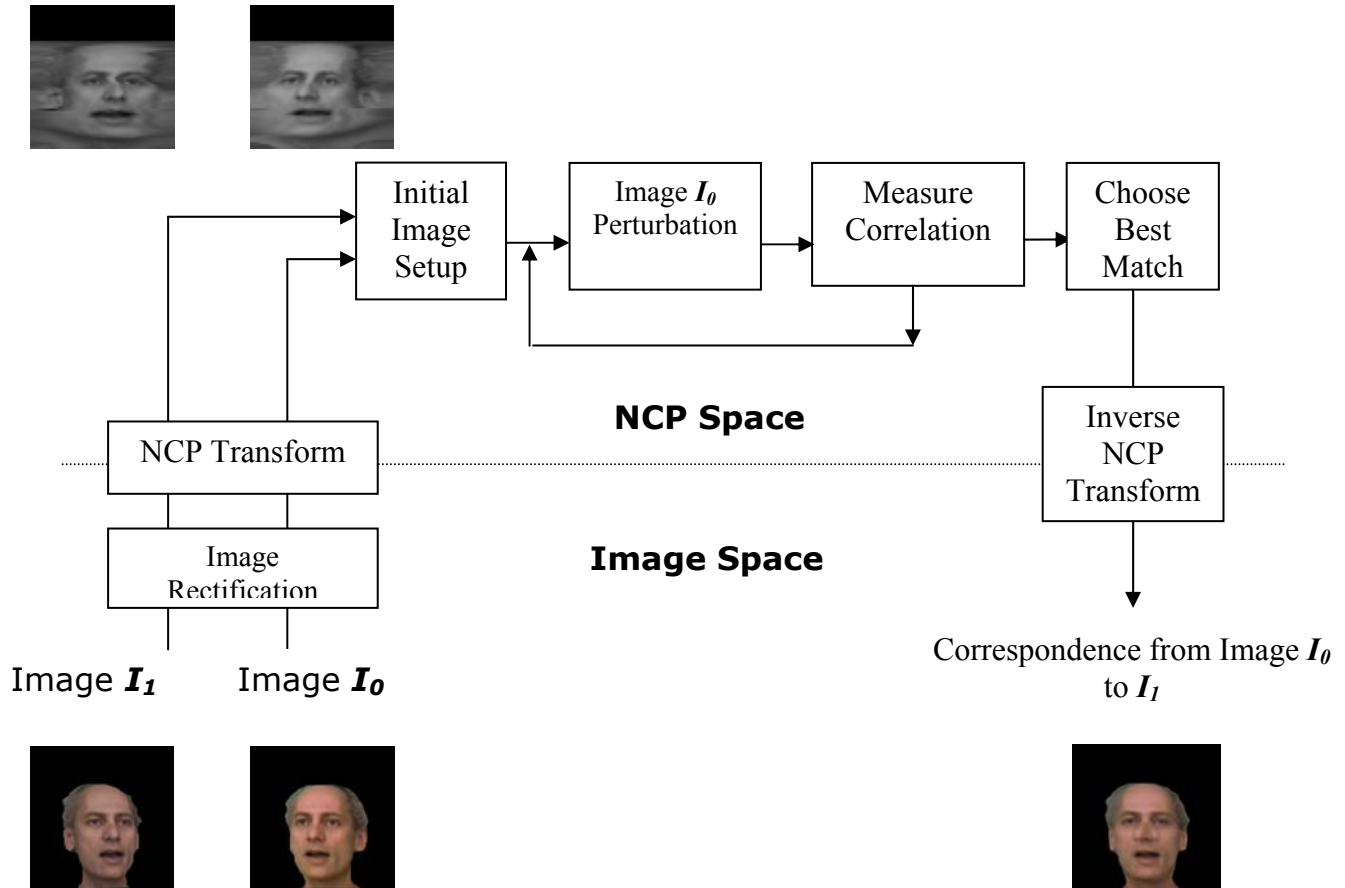 Initial
Image
Setup
Image I0
Perturbation
Measure
Correlation
Choose
Best
Match
NCP Space
NCP Transform
Inverse
NCP
Transform
Image Space
Image
Rectification
Image I1
Image I0
Correspondence from Image I0
to I1